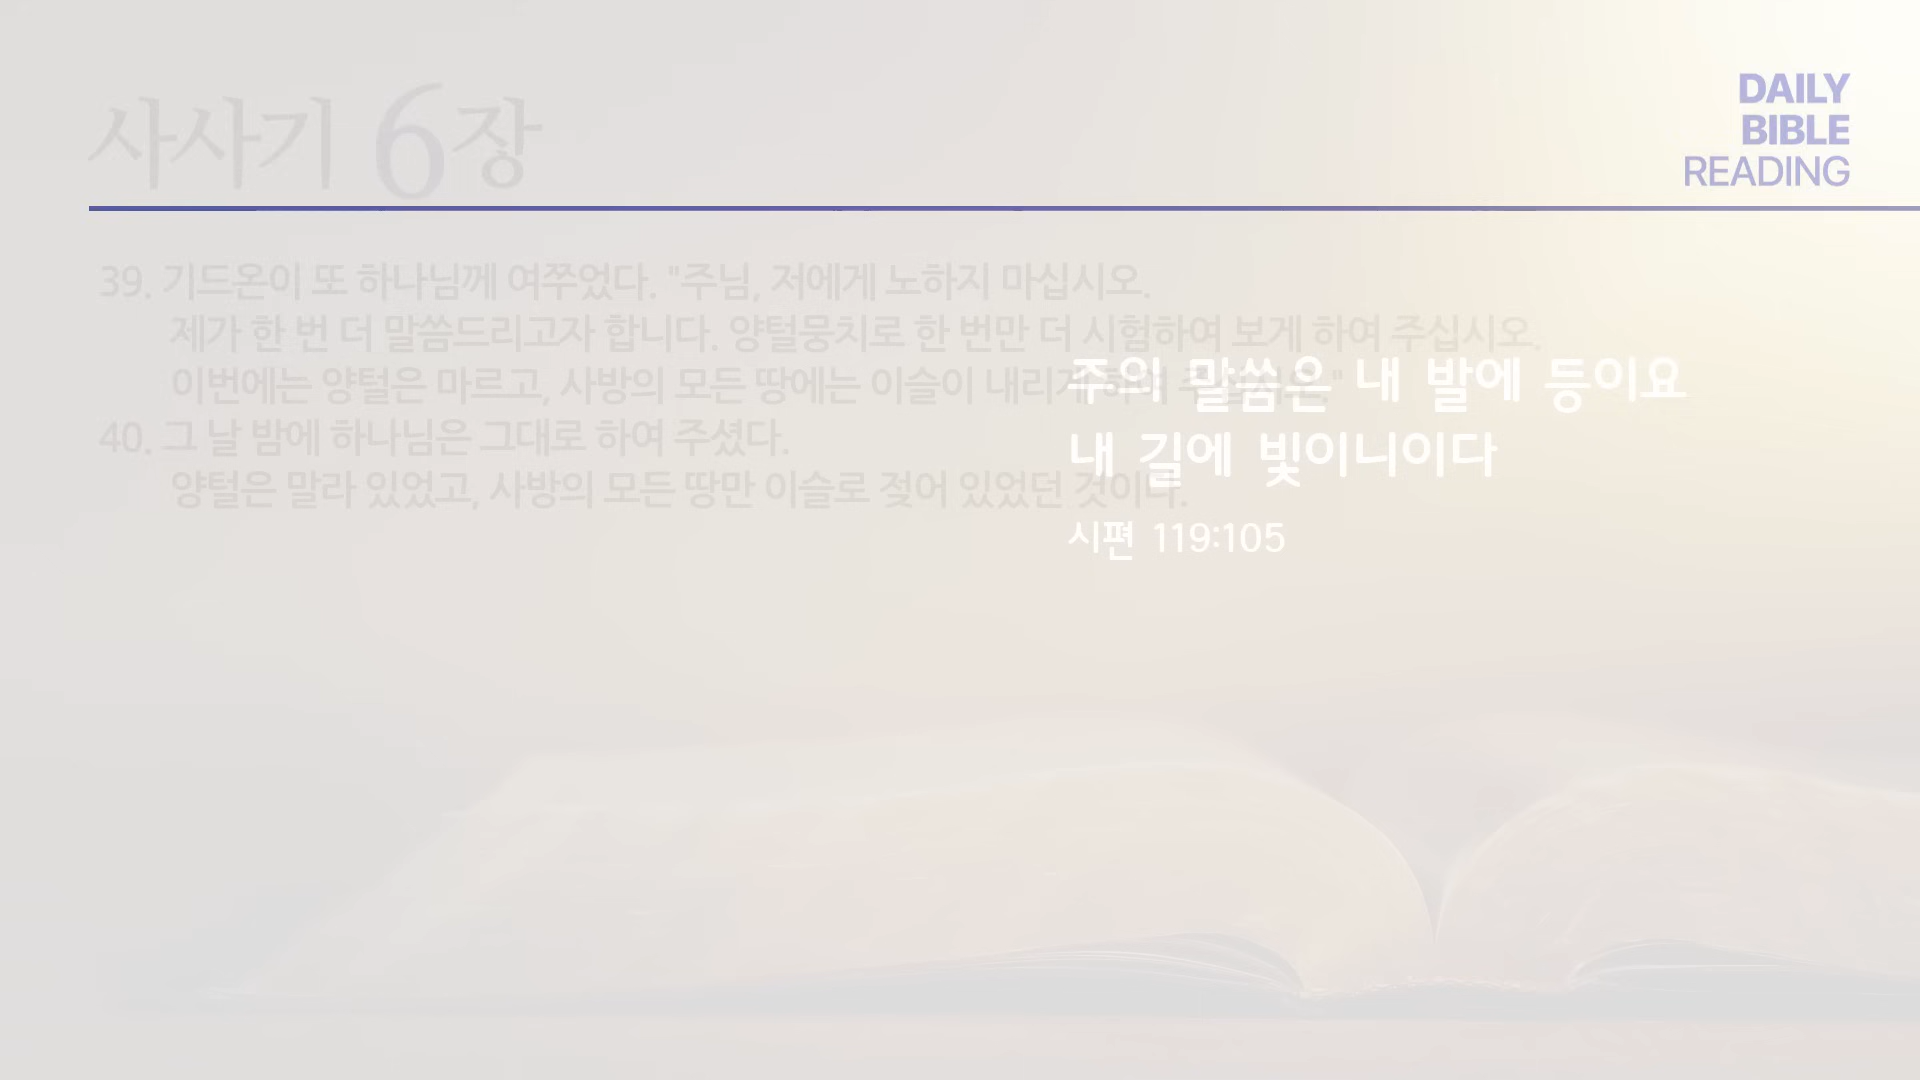 사사기 6장
DAILY
BIBLE
READING
39. 기드온이 또 하나님께 여쭈었다. "주님, 저에게 노하지 마십시오.
제가 한 번 더 말씀드리고자 합니다. 양털뭉치로 한 번만 더 시험하여 보게 하여 주십시오.
이번에는 양털은 마르고, 사방의 모든 땅에는 이슬이 내리게 하여 주십시오."
40. 그 날 밤에 하나님은 그대로 하여 주셨다.
양털은 말라 있었고, 사방의 모든 땅만 이슬로 젖어 있었던 것이다.
주의 말씀은 내 발에 등이요
내 길에 빛이니이다
시편 119:105